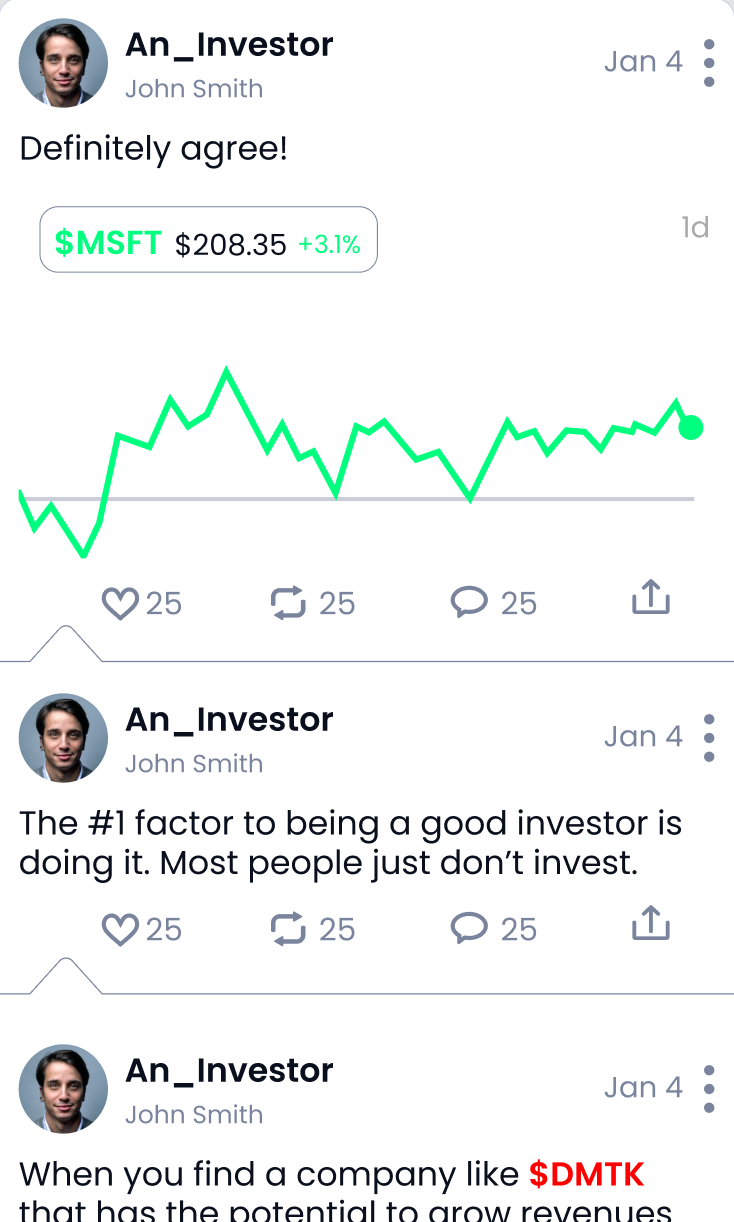 An_Investor
Jan 4
John Smith
Definitely agree!
$MSFT $208.35 +3.1%
1d
25 25 25
An_Investor
Jan 4
John Smith
The #1 factor to being a good investor is
doing it. Most people just don’t invest.
25 25 25
An_Investor
Jan 4
John Smith
When you find a company like $DMTK
that has the potential to grow revenues